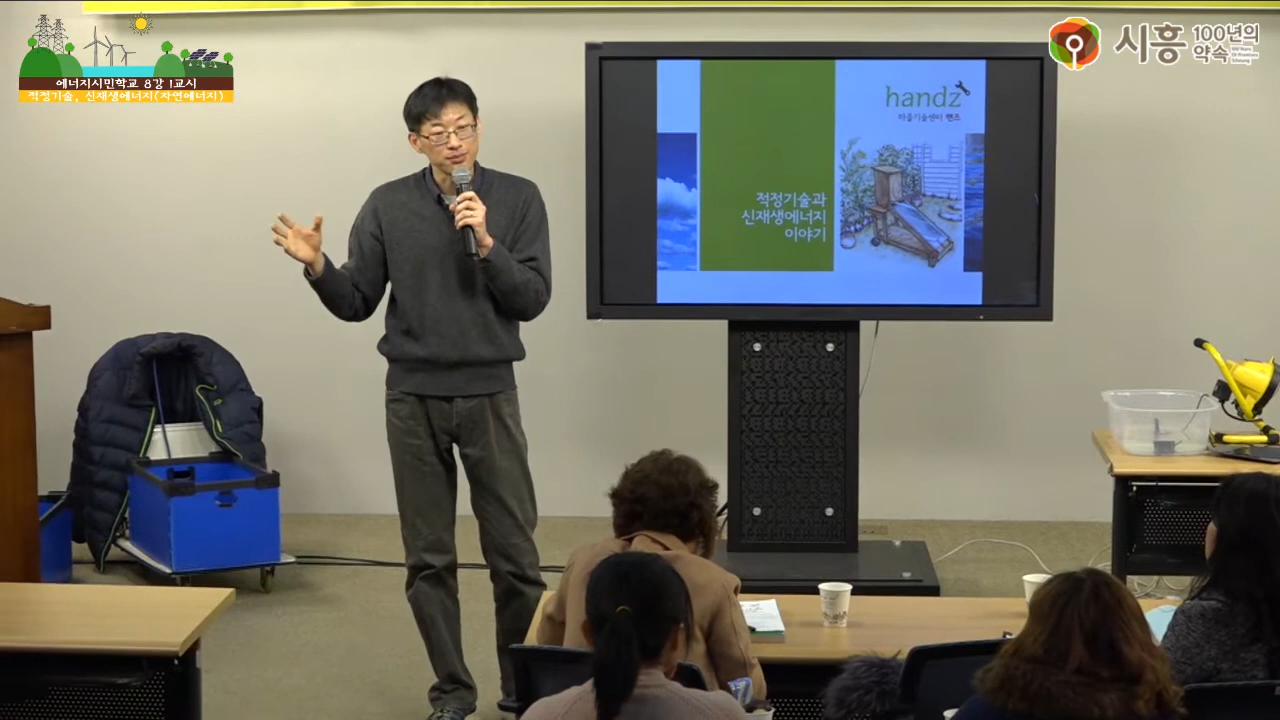 에너지시민학교 8강 1교시
적정기술, 신재생에너지(자연에너지)
시흥 100년의
약속
handz
마을기술센터 핸즈
적정기술과
신재생에너지
이야기